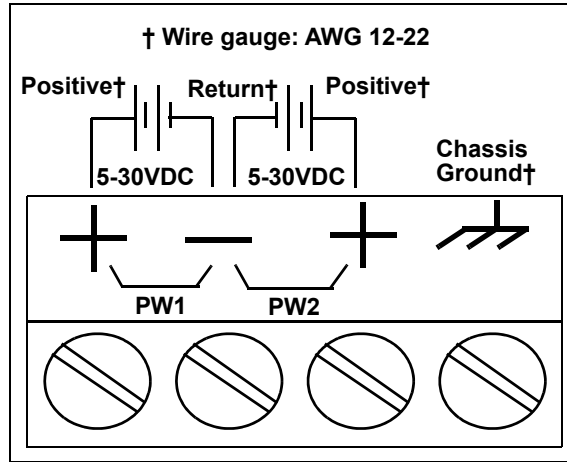 † Wire gauge: AWG 12-22
Positive† Return† Positive†
5-30VDC 5-30VDC
Chassis
Ground†
PW1 PW2